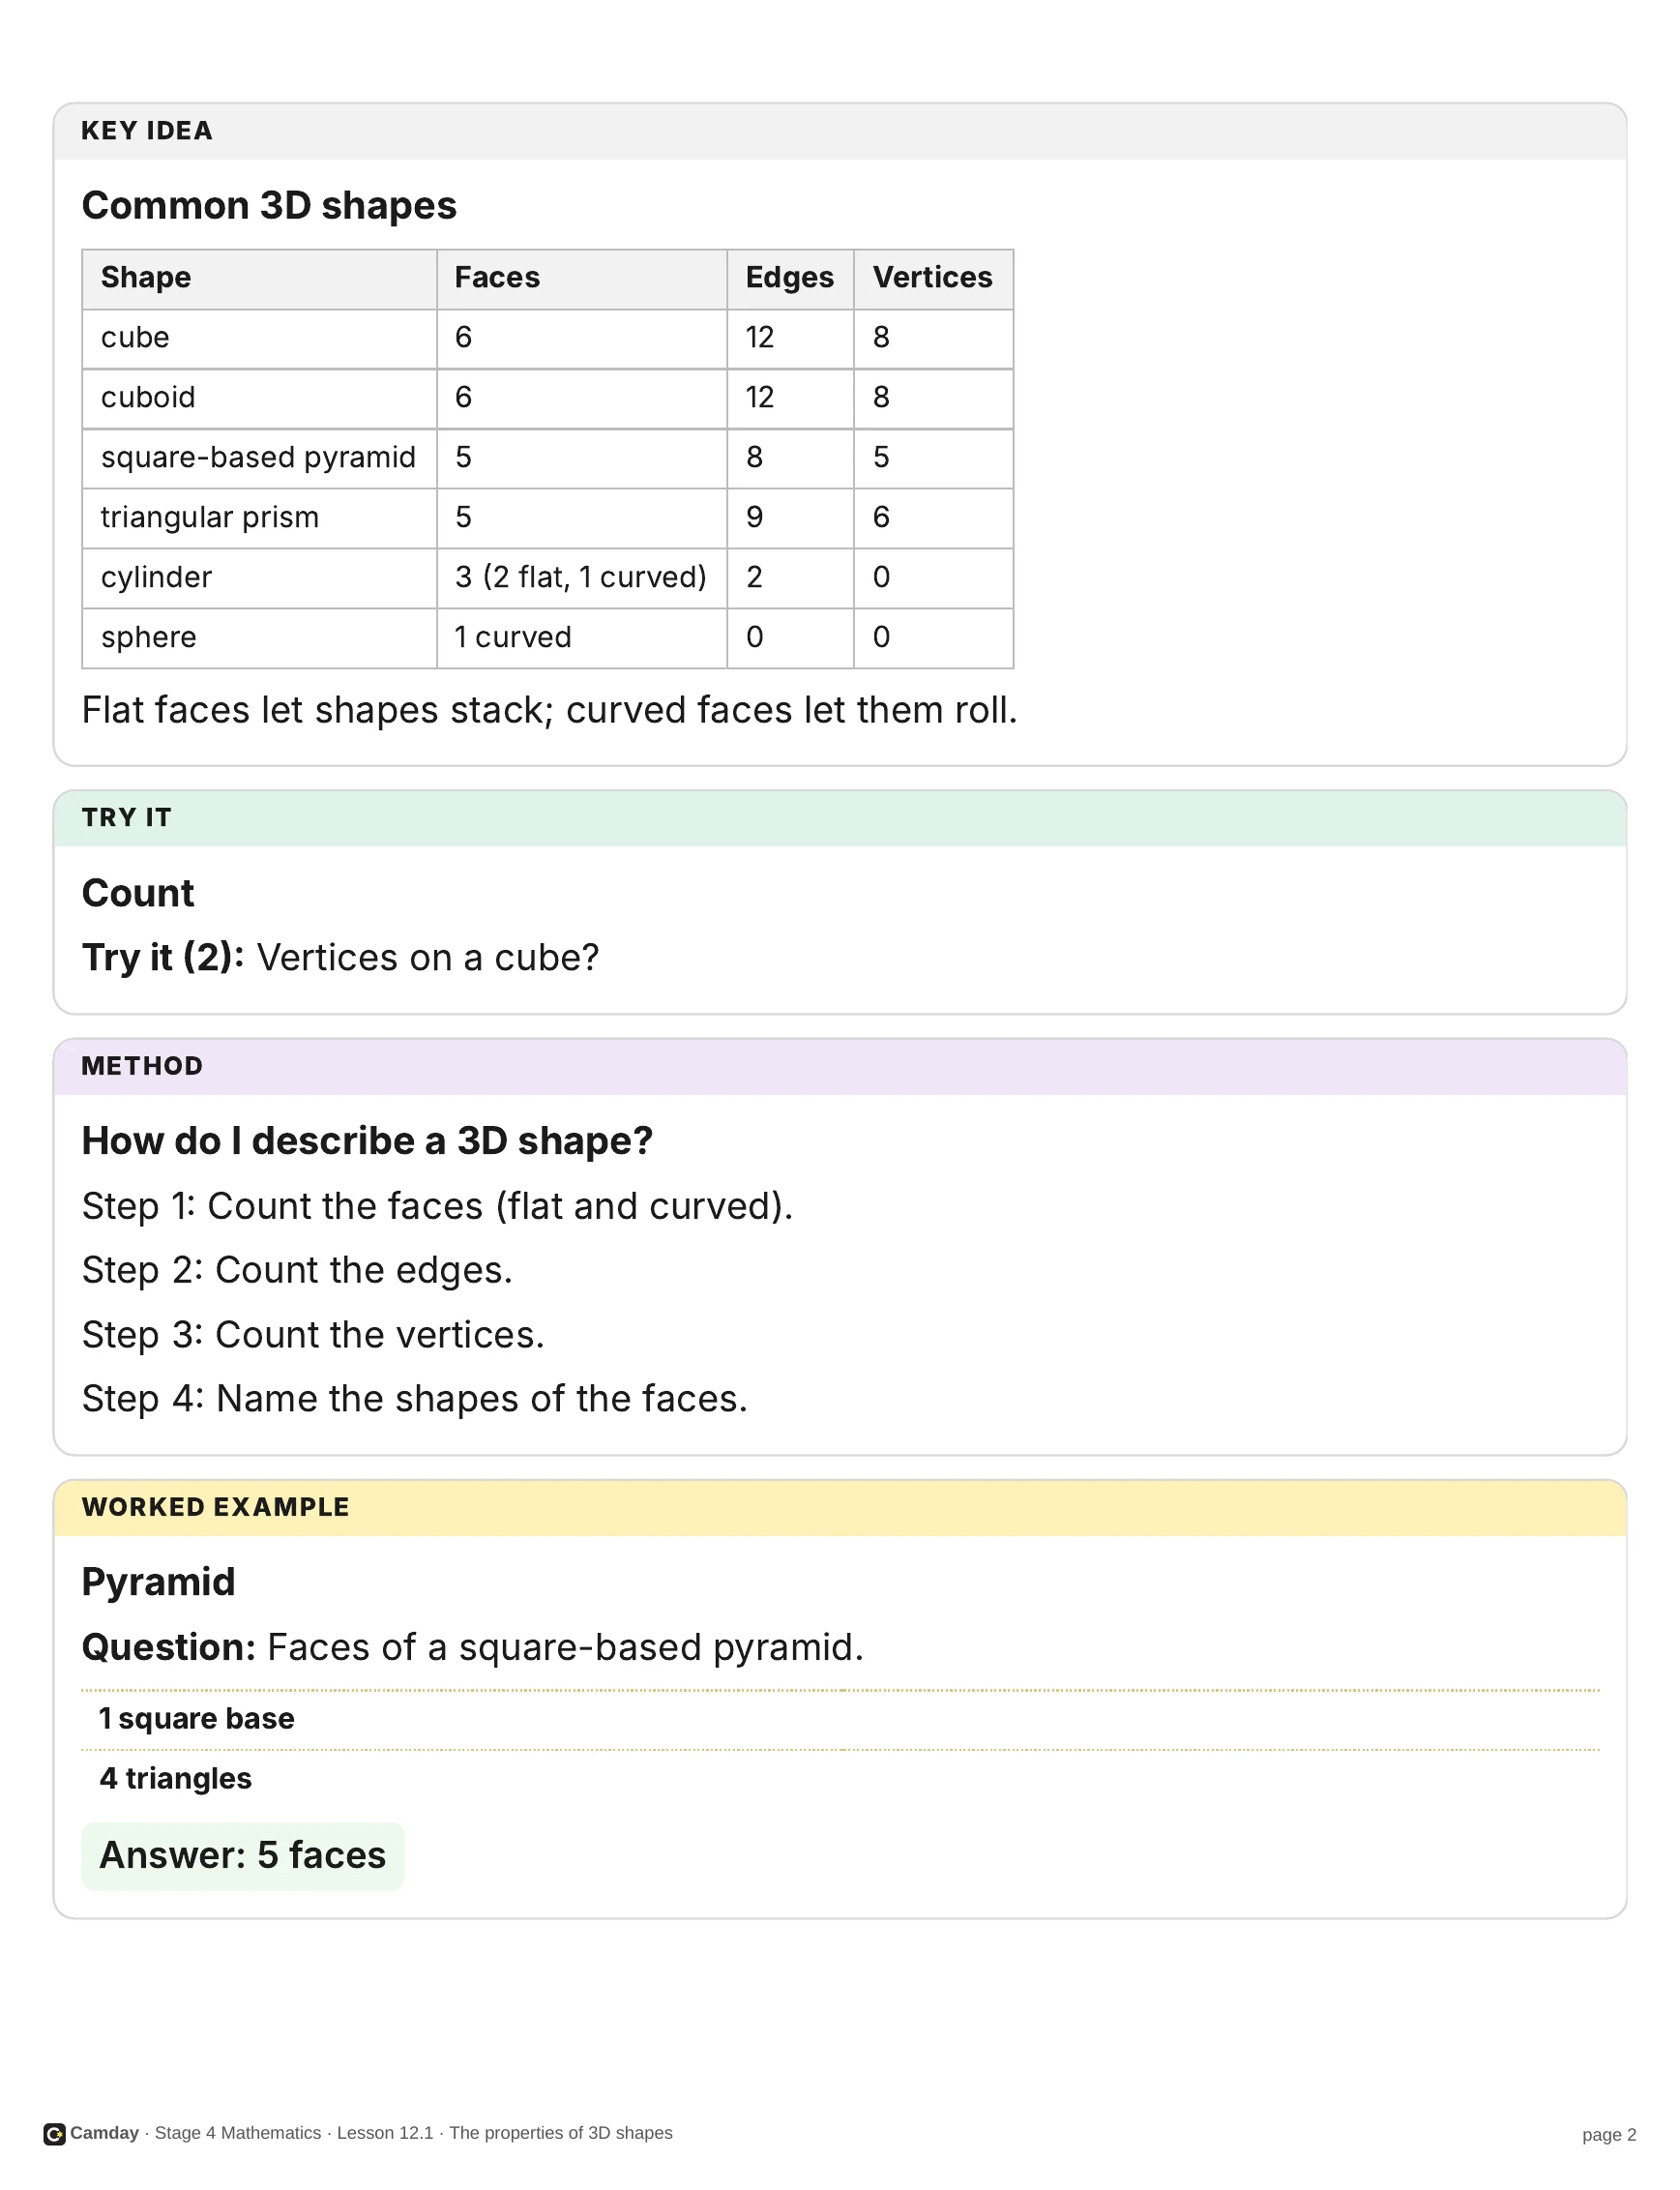 KEY IDEA
Common 3D shapes
Shape Faces Edges Vertices
cube 6 12 8
cuboid 6 12 8
square-based pyramid 5 8 5
triangular prism 5 9 6
cylinder 3 (2 flat, 1 curved) 2 0
sphere 1 curved 0 0
Flat faces let shapes stack; curved faces let them roll.
TRY IT
Count
Try it (2): Vertices on a cube?
METHOD
How do I describe a 3D shape?
Step 1: Count the faces (flat and curved).
Step 2: Count the edges.
Step 3: Count the vertices.
Step 4: Name the shapes of the faces.
WORKED EXAMPLE
Pyramid
Question: Faces of a square-based pyramid.
1 square base
4 triangles
Answer: 5 faces
Camday · Stage 4 Mathematics · Lesson 12.1 · The properties of 3D shapes
page 2